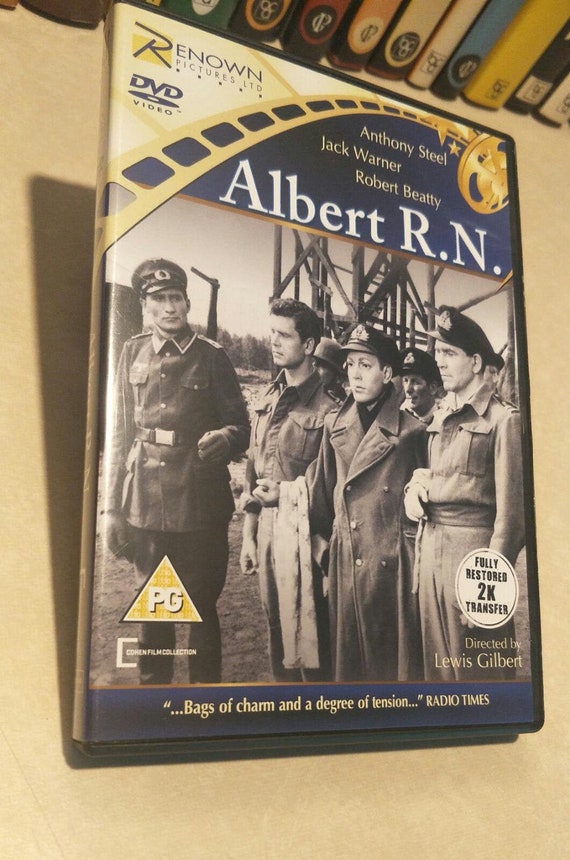 RENOWN
PICTURES LTD
DVD
VIDEO
Anthony Steel
Jack Warner
Robert Beatty
Albert R.N.
PG
FULLY
RESTORED
2K
TRANSFER
COHEN FILM COLLECTION
Directed by
Lewis Gilbert
"...Bags of charm and a degree of tension..." RADIO TIMES